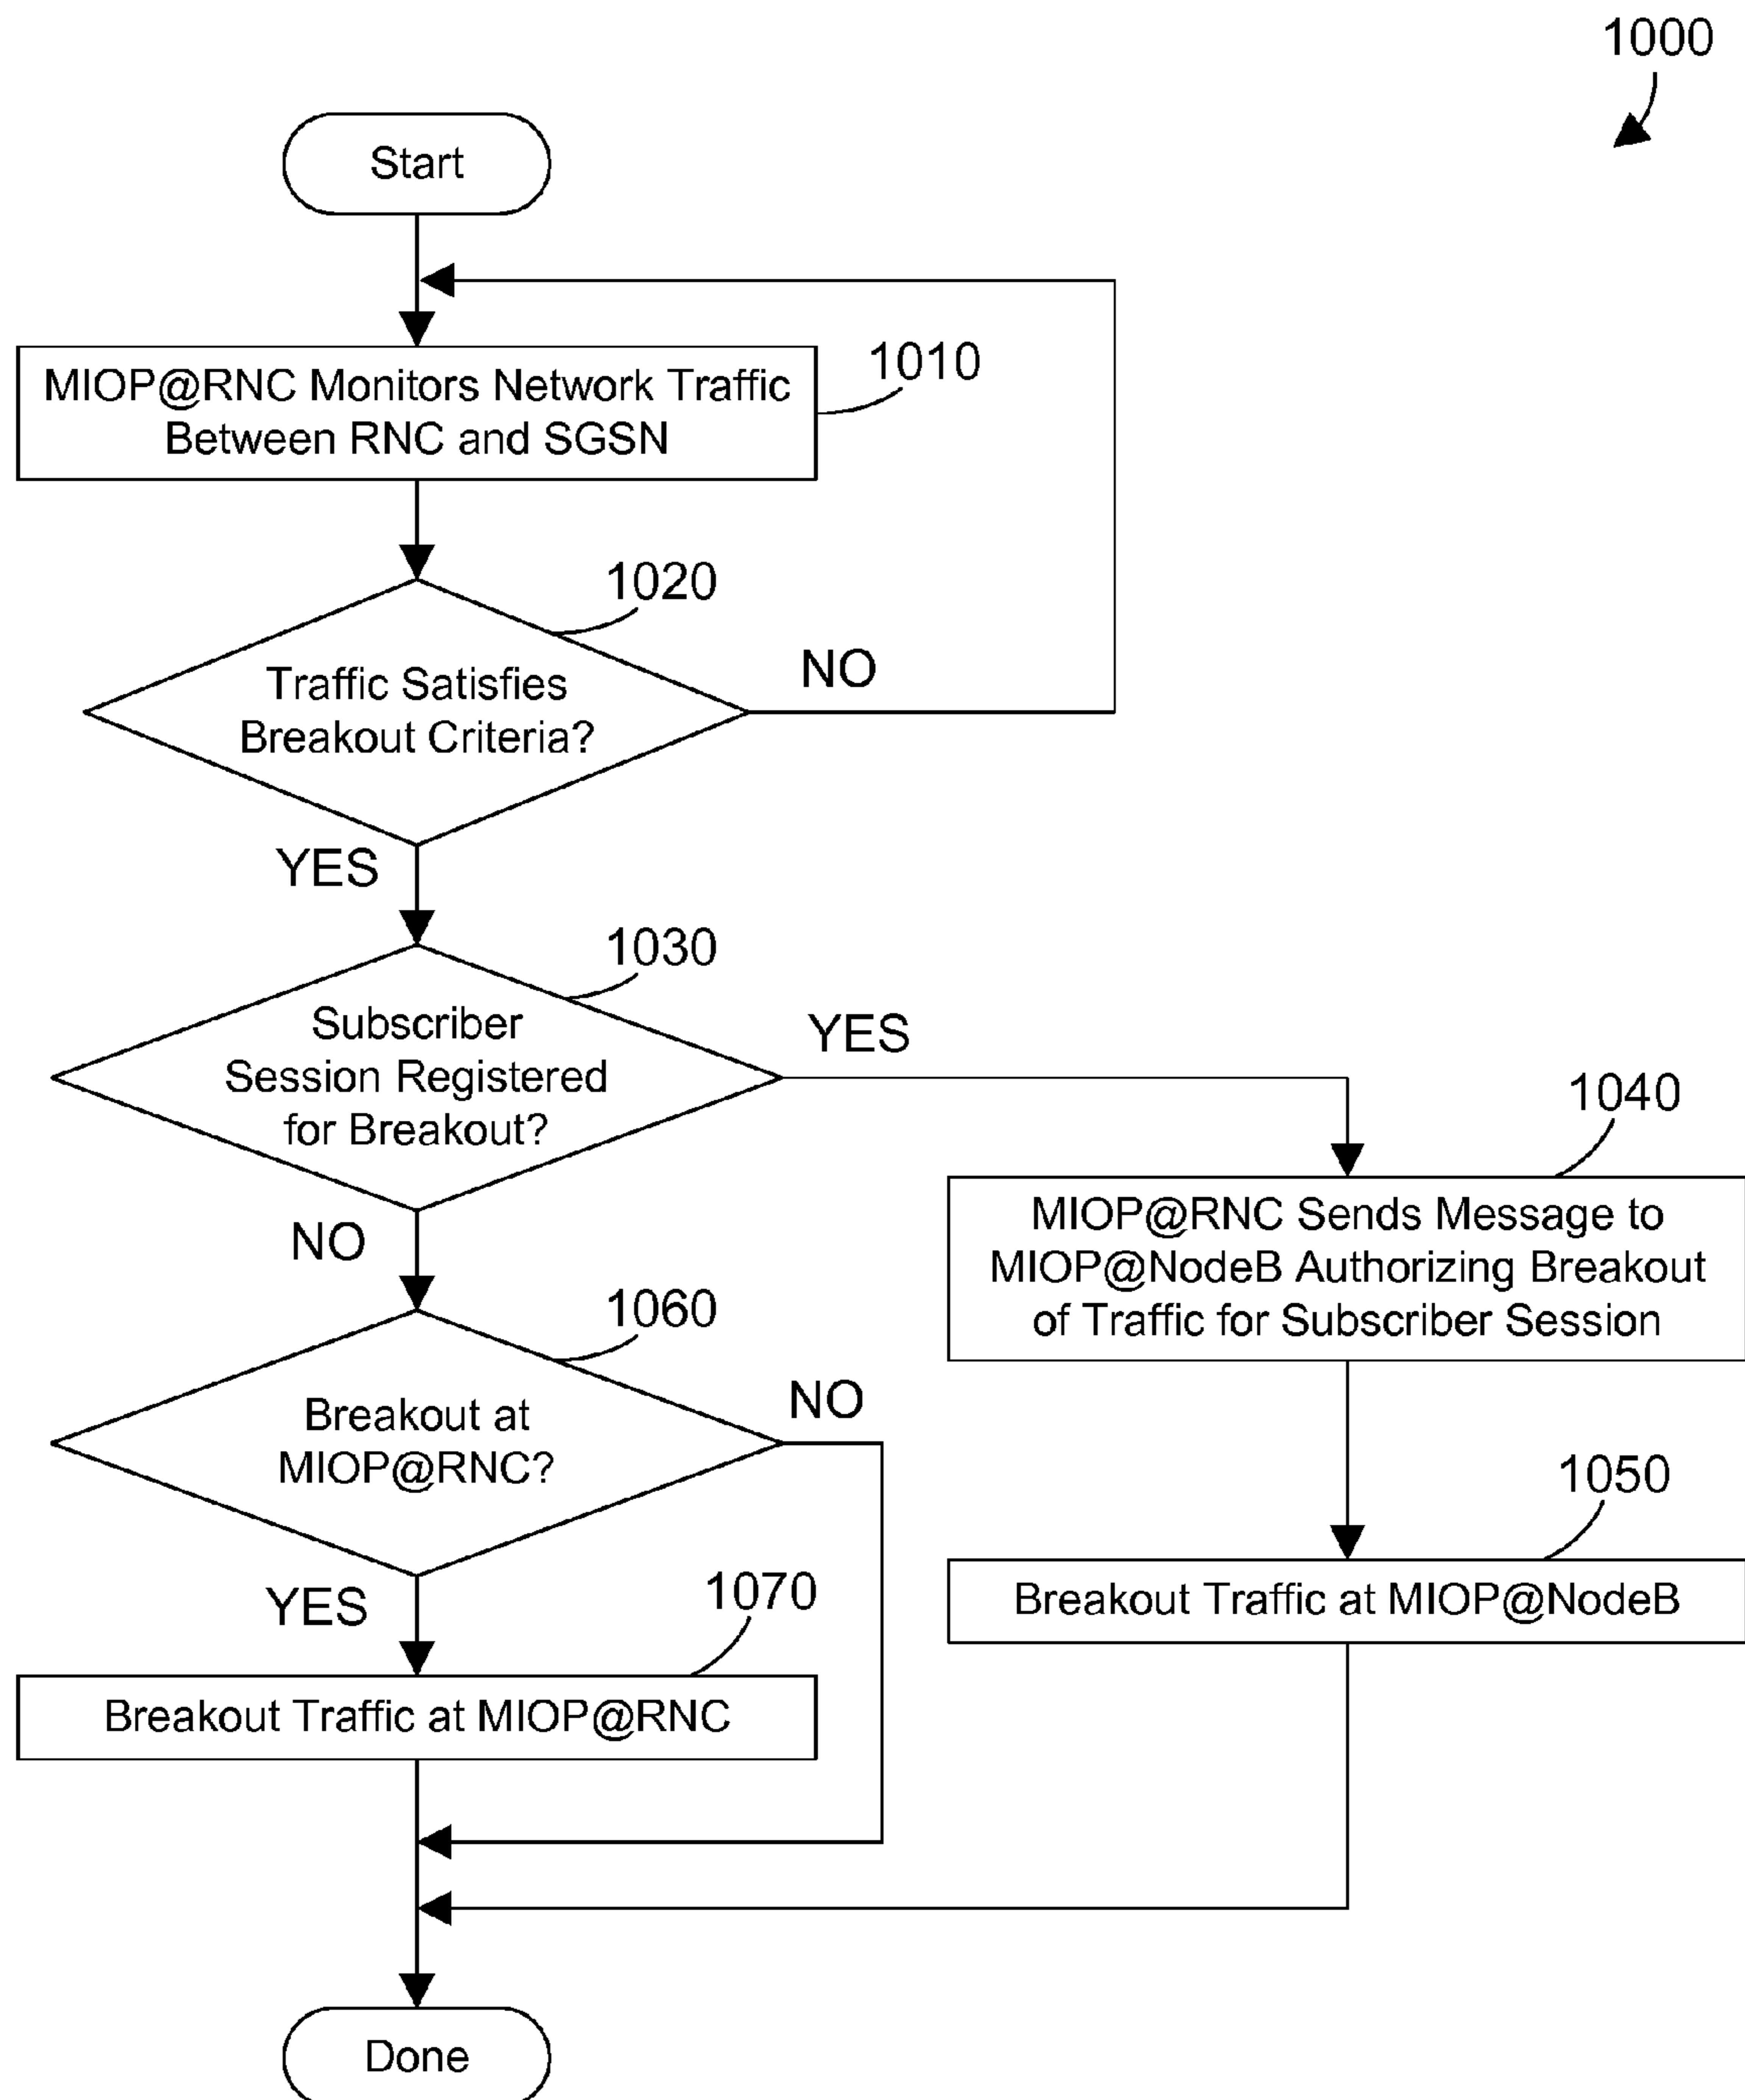 1000
Start
MIOP@RNC Monitors Network Traffic
Between RNC and SGSN
1010
1020
Traffic Satisfies
Breakout Criteria?
NO
YES
1030
Subscriber
Session Registered
for Breakout?
YES
NO
1040
MIOP@RNC Sends Message to
MIOP@NodeB Authorizing Breakout
of Traffic for Subscriber Session
1060
Breakout at
MIOP@RNC?
NO
YES
1050
Breakout Traffic at MIOP@NodeB
1070
Breakout Traffic at MIOP@RNC
Done